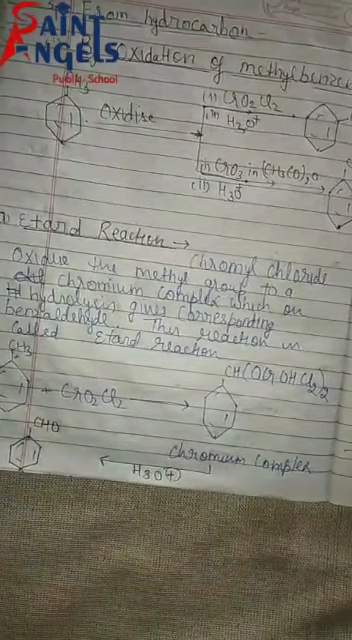 SAINT
ANGELS
Public School
From hydrocarbon
By Oxidation of methylbenzen
Oxidise
(i) CrO2Cl2
(ii) H3O+
(i) CrO3 in (CH3CO)2O
(ii) H3O+
Etard Reaction → Chromyl Chloride
Oxidise the methyl group to a
Chromium Complex which on
hydrolysis gives Corresponding
benzaldehyde. This reaction is
called Etard reaction
CH3
+ CrO2Cl2
CH(OCrOHCl2)2
CHO
Chromium Complex
H3O(+)